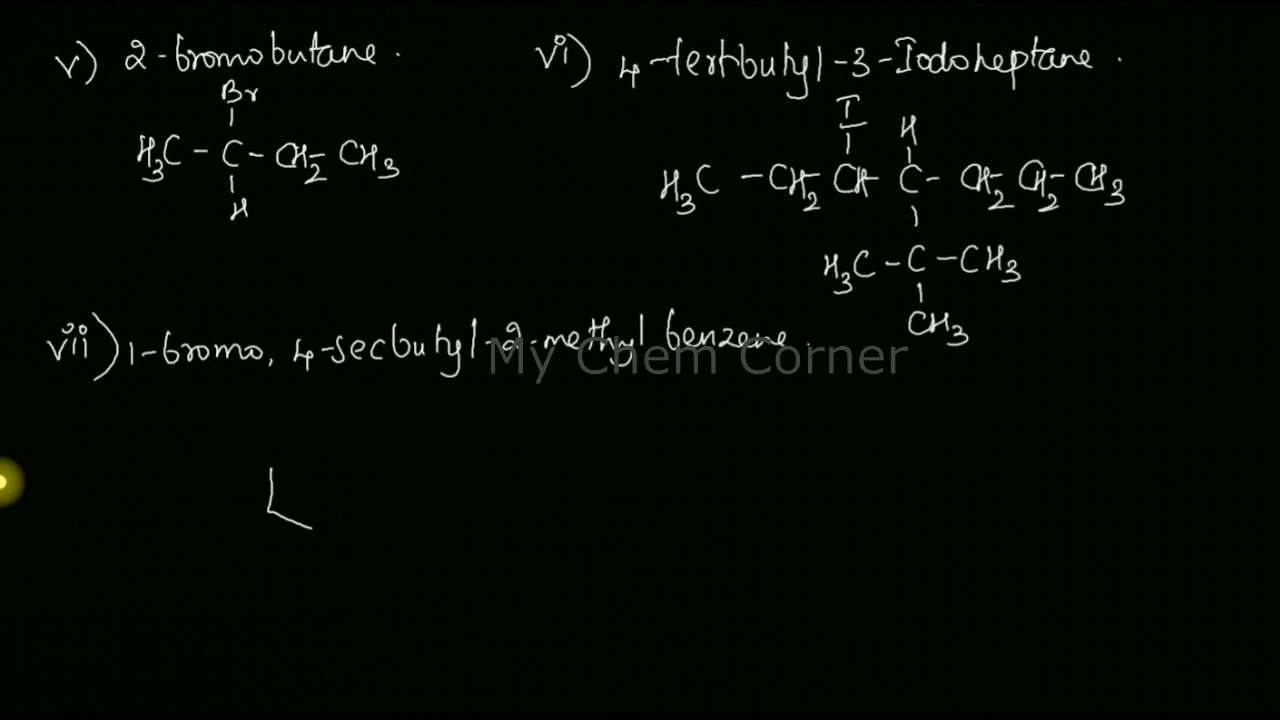 v) 2-bromobutane.
Br
H3C - C - CH2 - CH3
H
vi) 4-tertbutyl-3-Iodoheptane.
I H
H3C - CH2 CH - C - CH2 - CH2 - CH3
H3C - C - CH3
CH3
vii) 1-bromo, 4-secbutyl-2-methyl benzene.
My Chem Corner